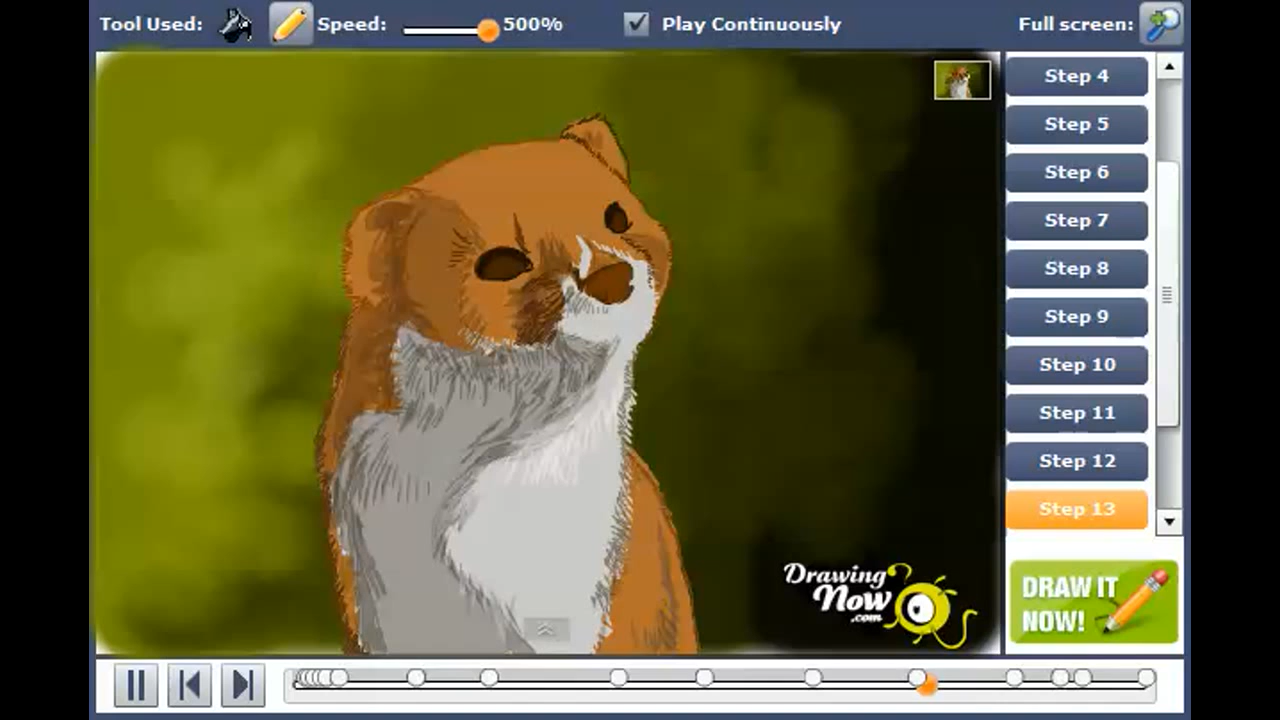 Tool Used: Speed: 500% Play Continuously Full screen:
Step 4
Step 5
Step 6
Step 7
Step 8
Step 9
Step 10
Step 11
Step 12
Step 13
Drawing
Now
.com
DRAW IT
NOW!